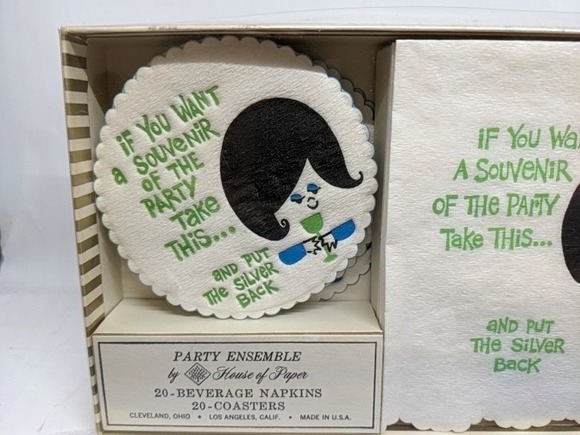 iF YOU WANT
a SOUVENiR
OF THE
PARTY
Take
THiS...
aND PUT
THe SiLVeR
BaCK
PARTY ENSEMBLE
by House of Paper
20-BEVERAGE NAPKINS
20-COASTERS
CLEVELAND, OHIO • LOS ANGELES, CALIF. • MADE IN U.S.A.
iF YOU Wa
A SOUVENiR
OF THE PARTY
Take THiS...
aND PUT
THe SiLVeR
BaCK